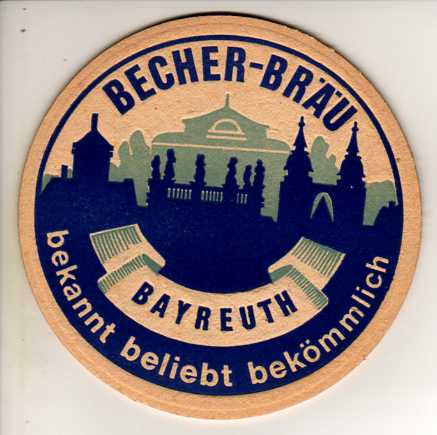 BECHER-BRÄU
BAYREUTH
bekannt beliebt bekömmlich